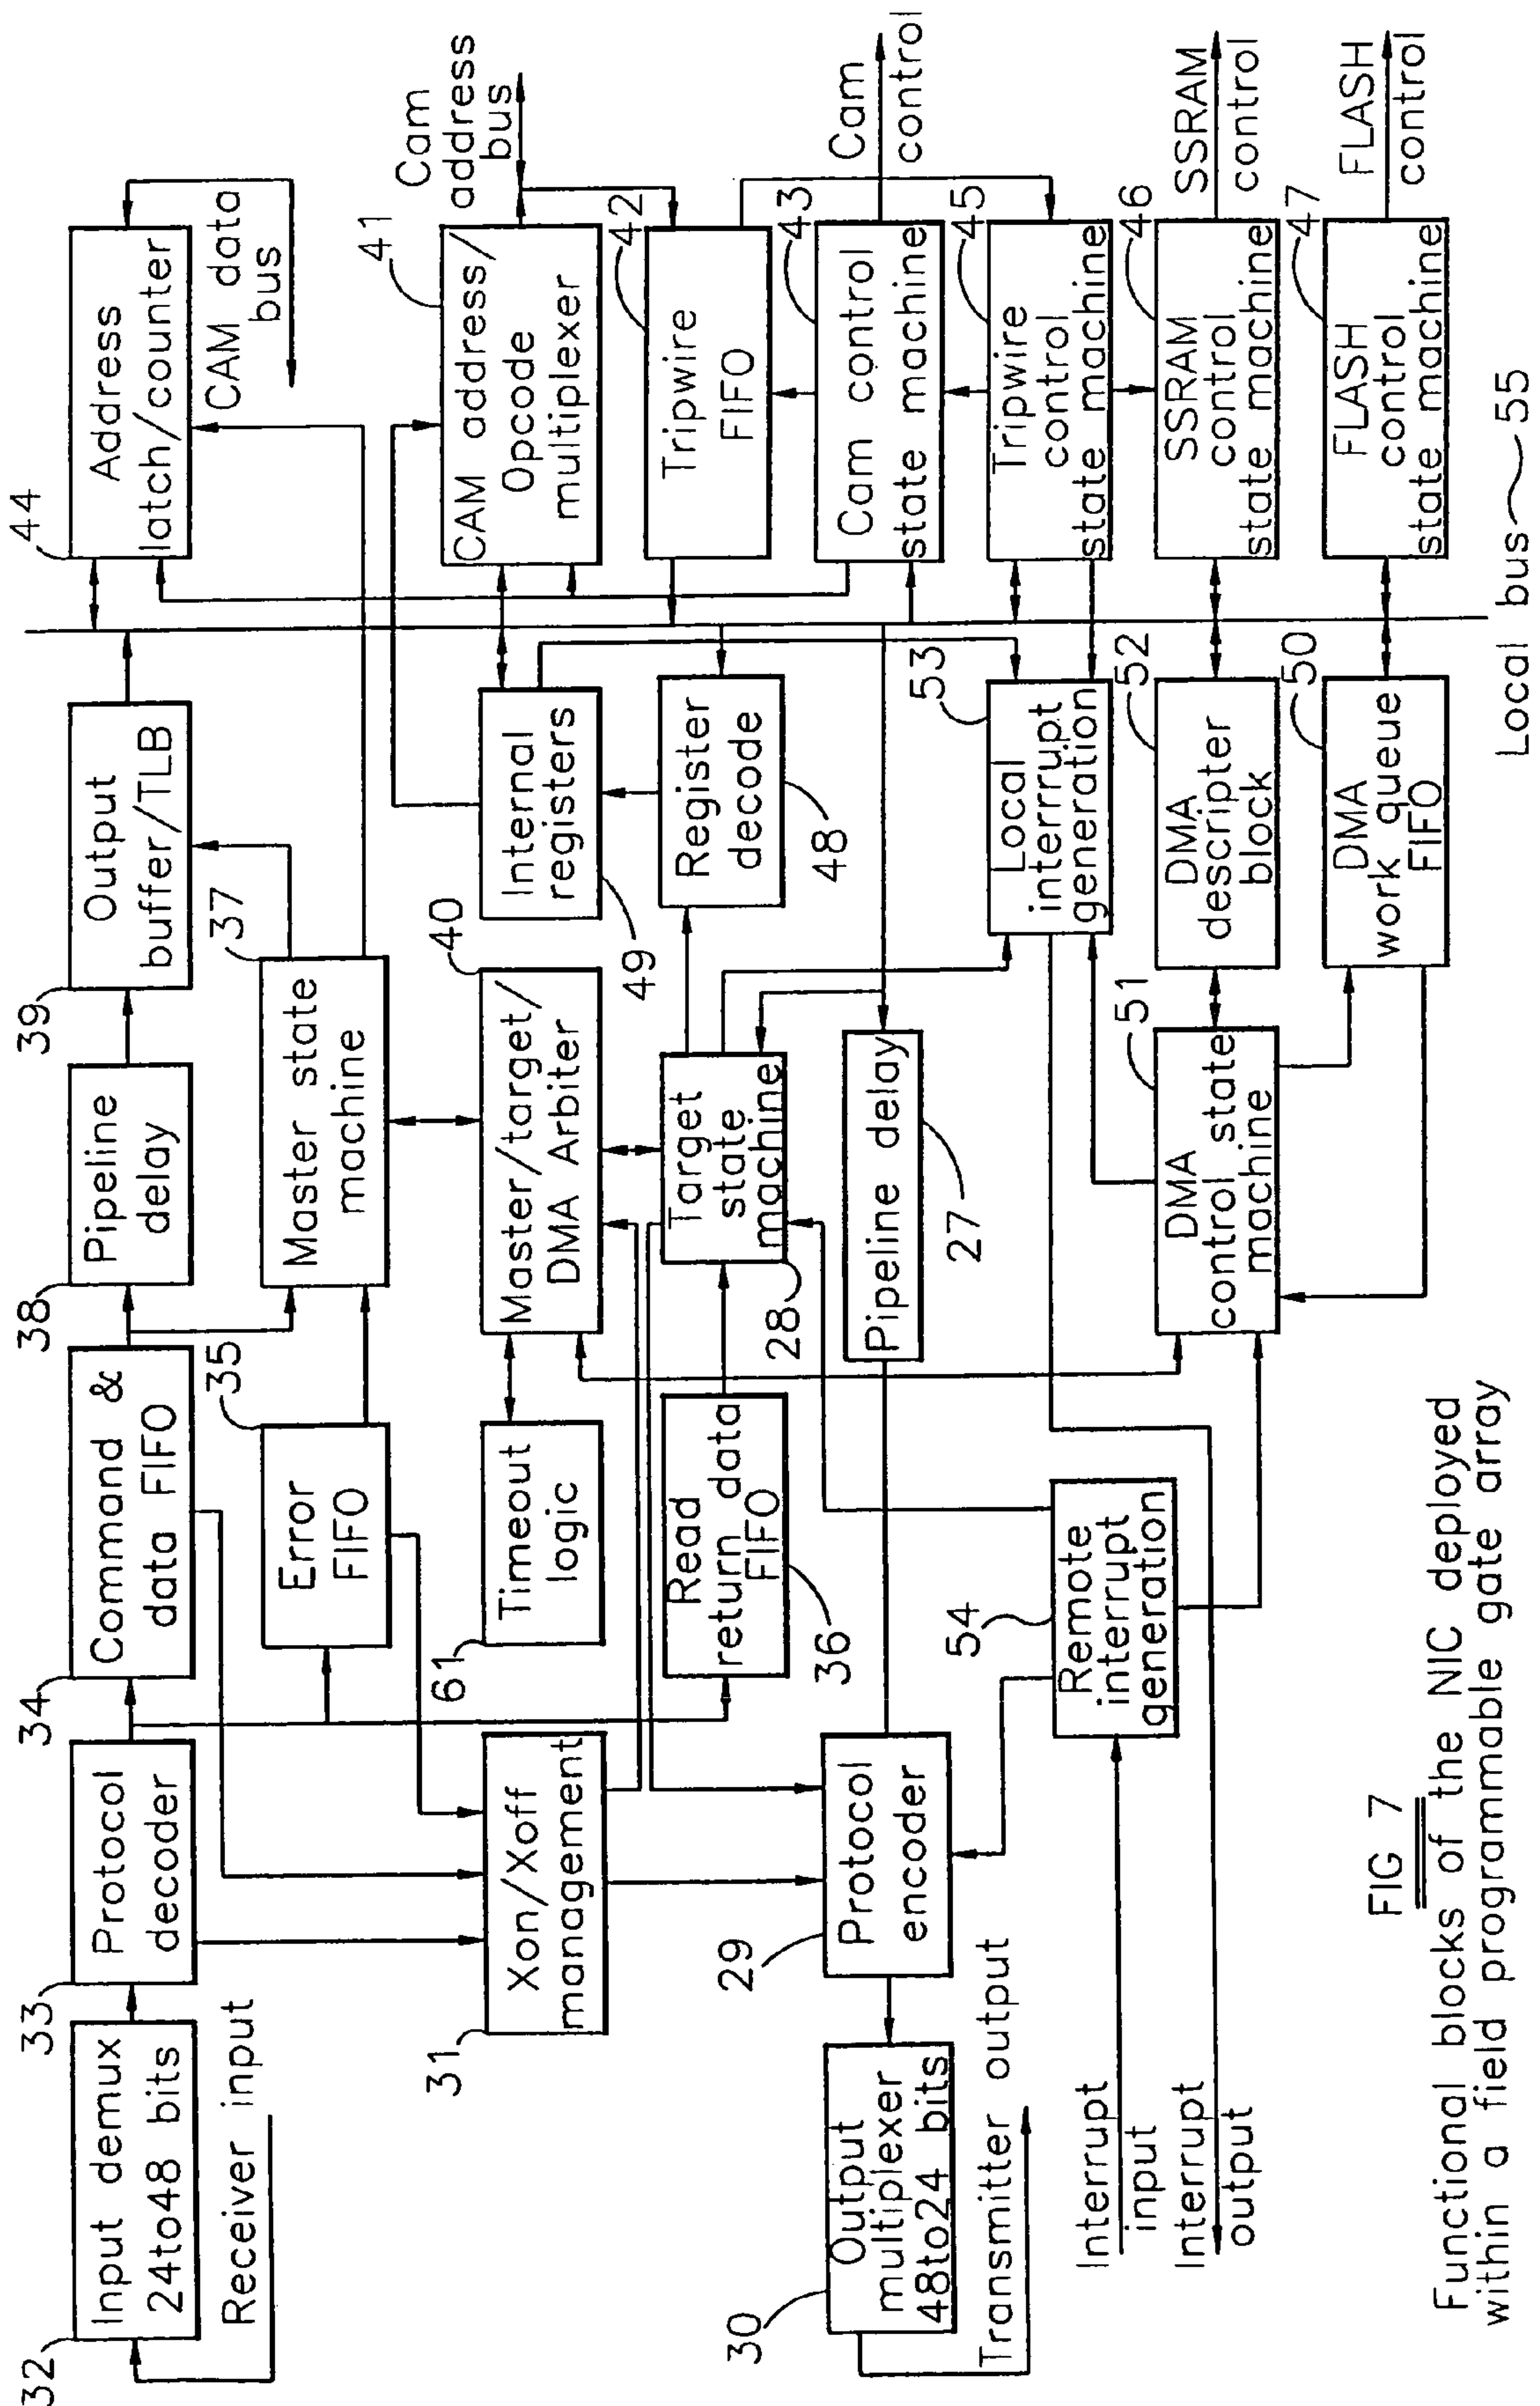 32
Input demux
24to48 bits
Receiver input
33
Protocol
decoder
34
Command &
data FIFO
38
Pipeline
delay
39
Output
buffer/TLB
44
Address
latch/counter
CAM data
bus
35
Error
FIFO
37
Master state
machine
31
Xon/Xoff
management
61
Timeout
logic
40
Master/target/
DMA Arbiter
49
Internal
registers
41
CAM address/
Opcode
multiplexer
Cam
address
bus
36
Read
return data
FIFO
28
Target
state
machine
48
Register
decode
42
Tripwire
FIFO
30
Output
multiplexer
48to24 bits
Transmitter output
29
Protocol
encoder
27
Pipeline delay
43
Cam control
state machine
Cam
control
54
Remote
interrupt
generation
Interrupt
input
Interrupt
output
53
Local
interrrupt
generation
45
Tripwire
control
state machine
51
DMA
control state
machine
52
DMA
descripter
block
46
SSRAM
control
state machine
SSRAM
control
50
DMA
work queue
FIFO
47
FLASH
control
state machine
FLASH
control
Local bus 55
FIG 7
Functional blocks of the NIC deployed
within a field programmable gate array